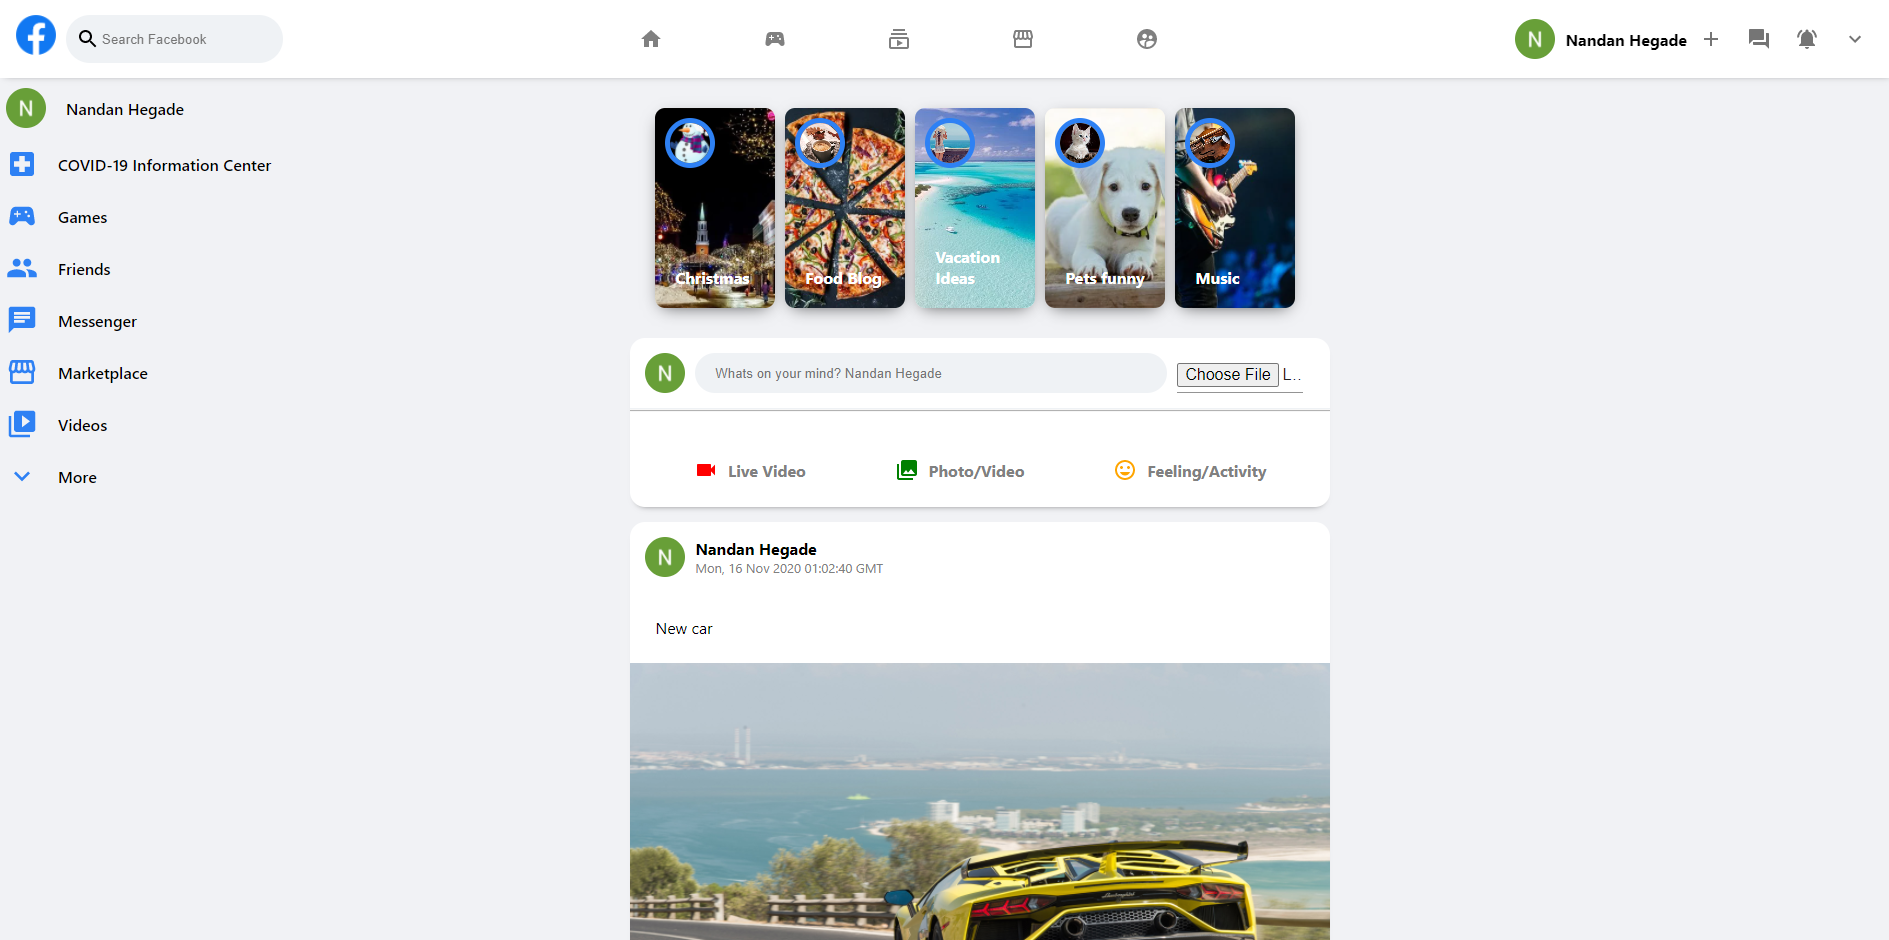 Search Facebook
N Nandan Hegade
N Nandan Hegade
COVID-19 Information Center
Games
Friends
Messenger
Marketplace
Videos
More
Christmas
Food Blog
Vacation
Ideas
Pets funny
Music
N Whats on your mind? Nandan Hegade
Choose File L..
Live Video
Photo/Video
Feeling/Activity
N Nandan Hegade
Mon, 16 Nov 2020 01:02:40 GMT
New car